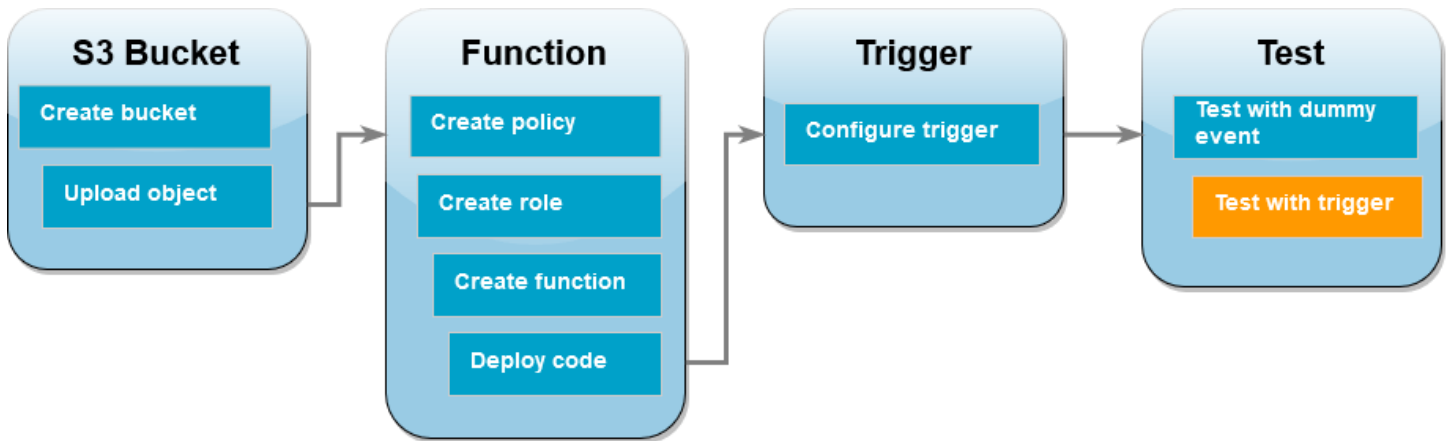 S3 Bucket
Create bucket
Upload object
Function
Create policy
Create role
Create function
Deploy code
Trigger
Configure trigger
Test
Test with dummy
event
Test with trigger